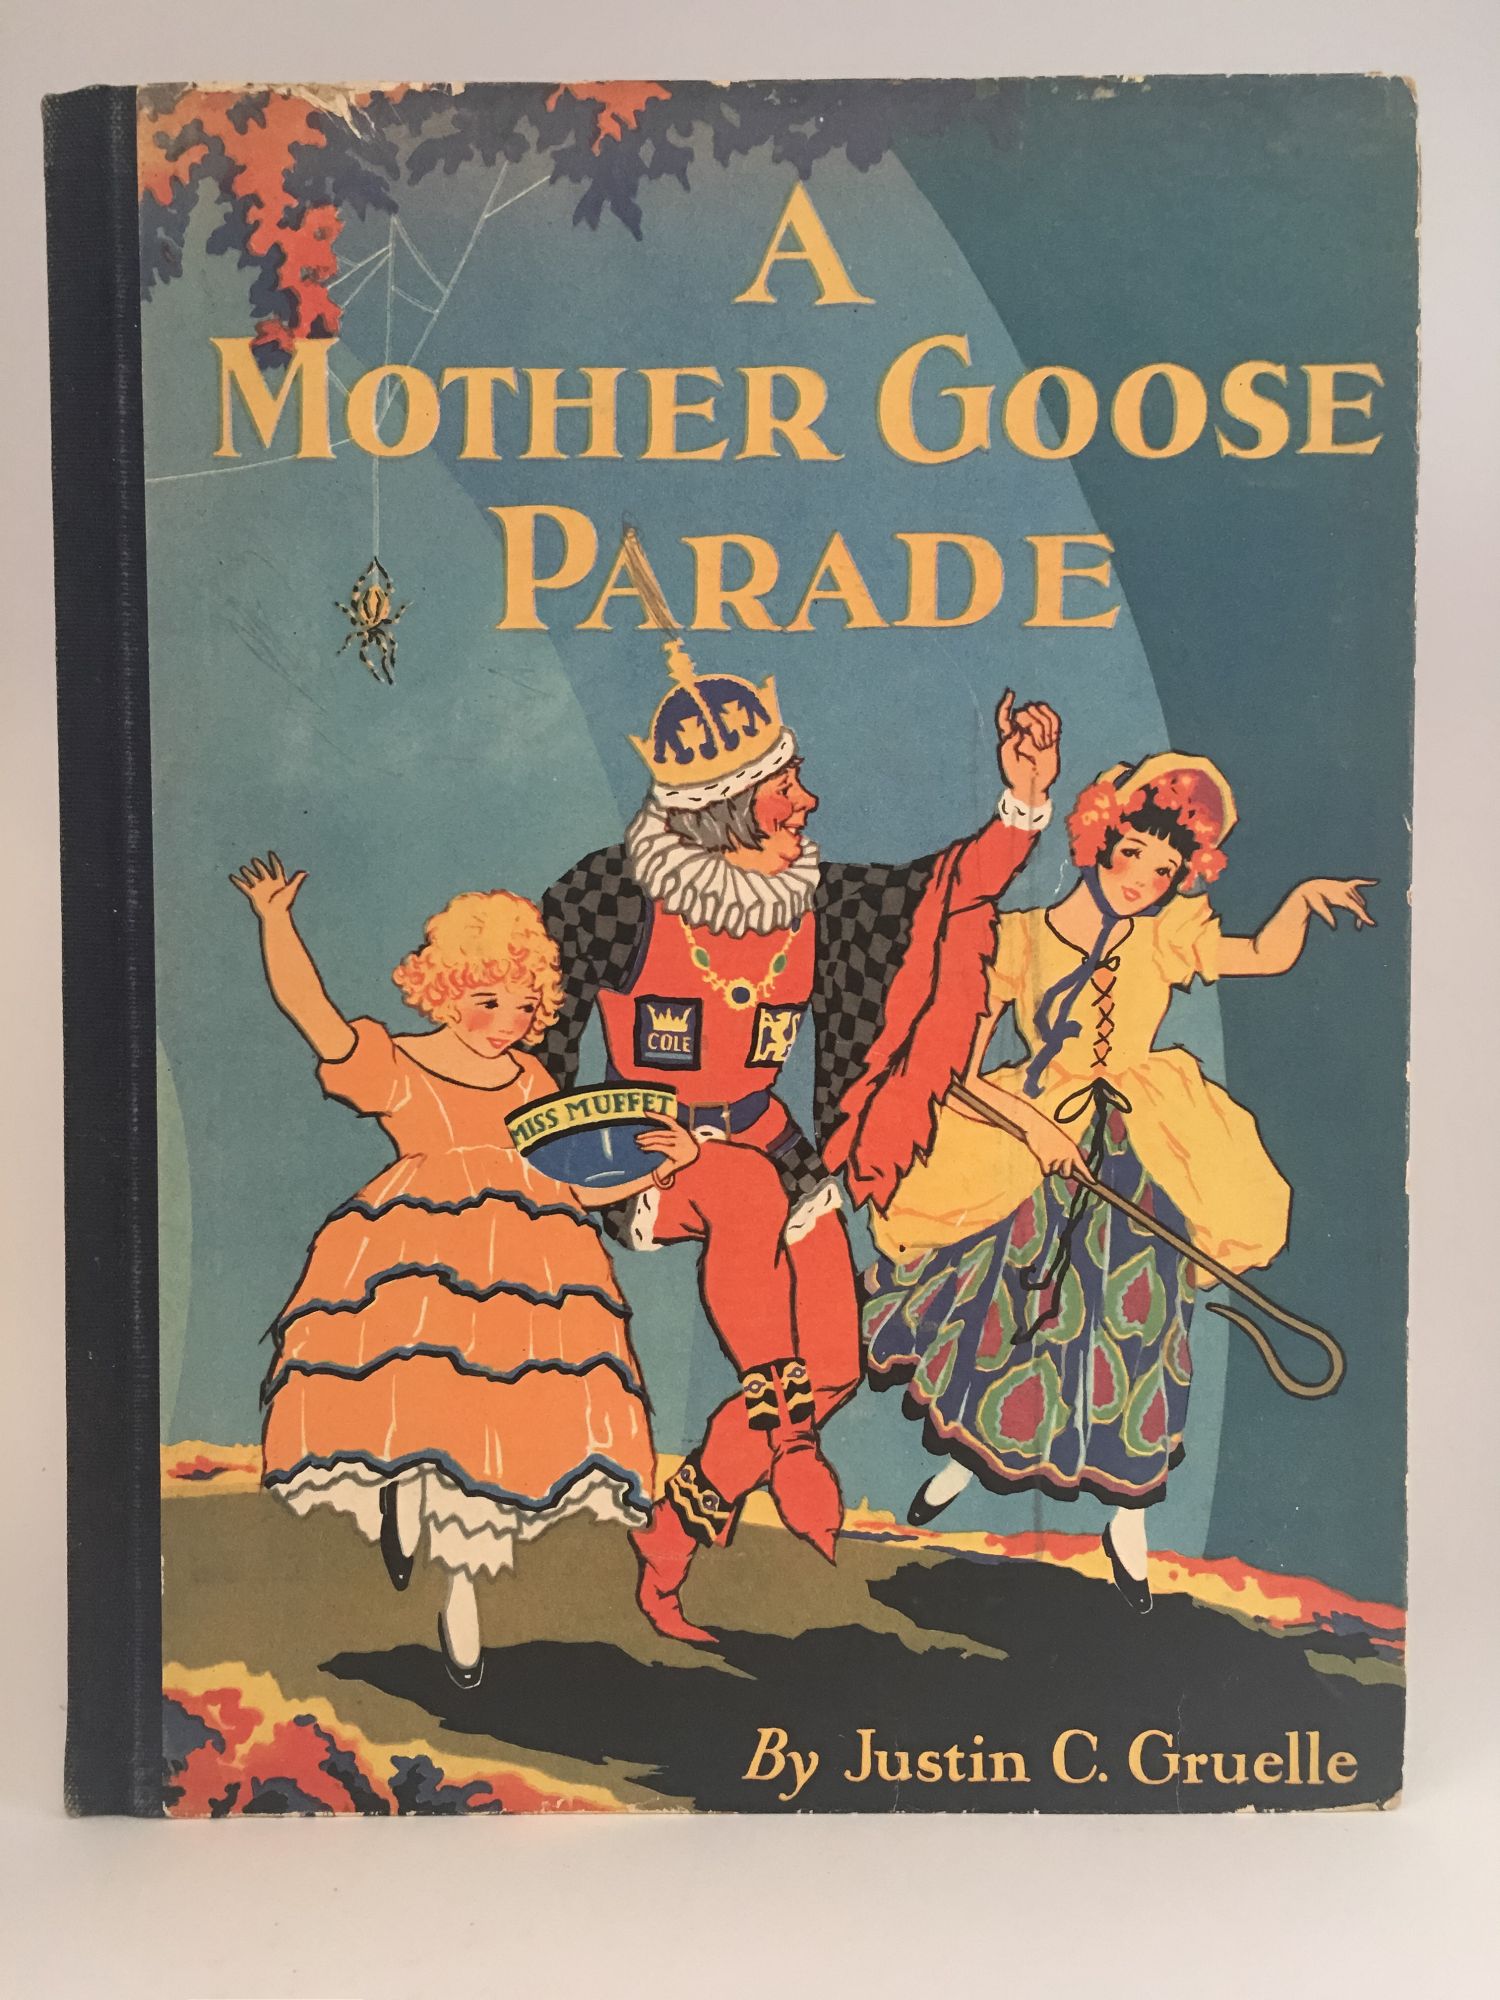 A
MOTHER GOOSE
PARADE
COLE
MISS MUFFET
By Justin C. Gruelle